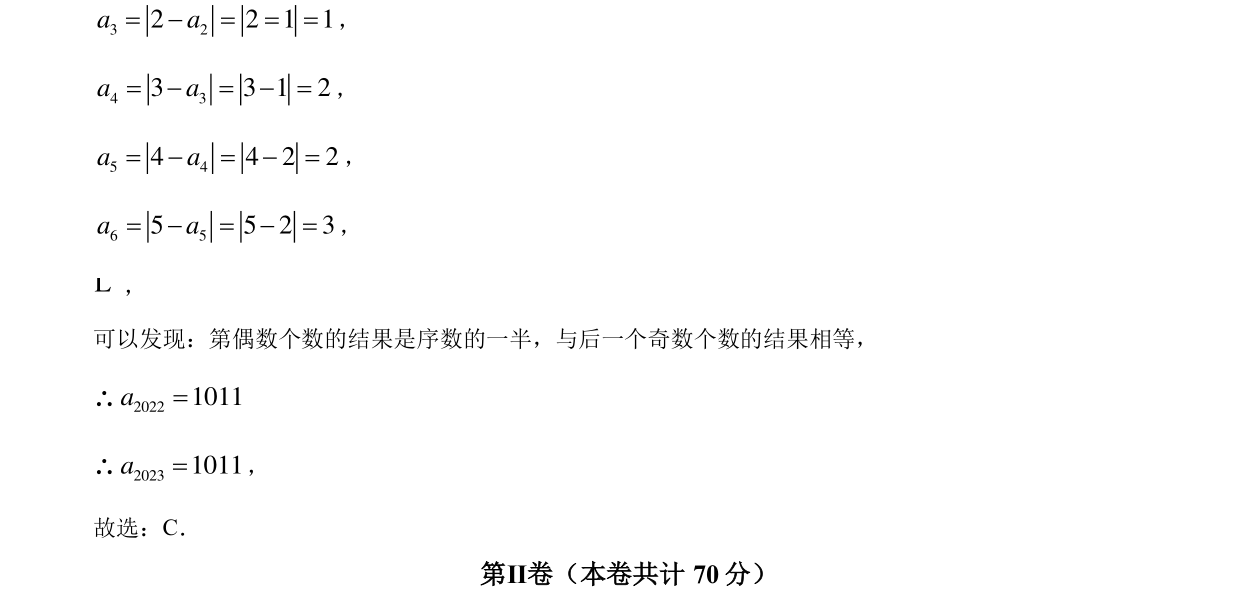 a₃ = |2 − a₂| = |2 = 1| = 1，
a₄ = |3 − a₃| = |3 − 1| = 2，
a₅ = |4 − a₄| = |4 − 2| = 2，
a₆ = |5 − a₅| = |5 − 2| = 3，
L ，
可以发现：第偶数个数的结果是序数的一半，与后一个奇数个数的结果相等，
∴ a₂₀₂₂ = 1011
∴ a₂₀₂₃ = 1011，
故选：C．
第II卷（本卷共计 70 分）